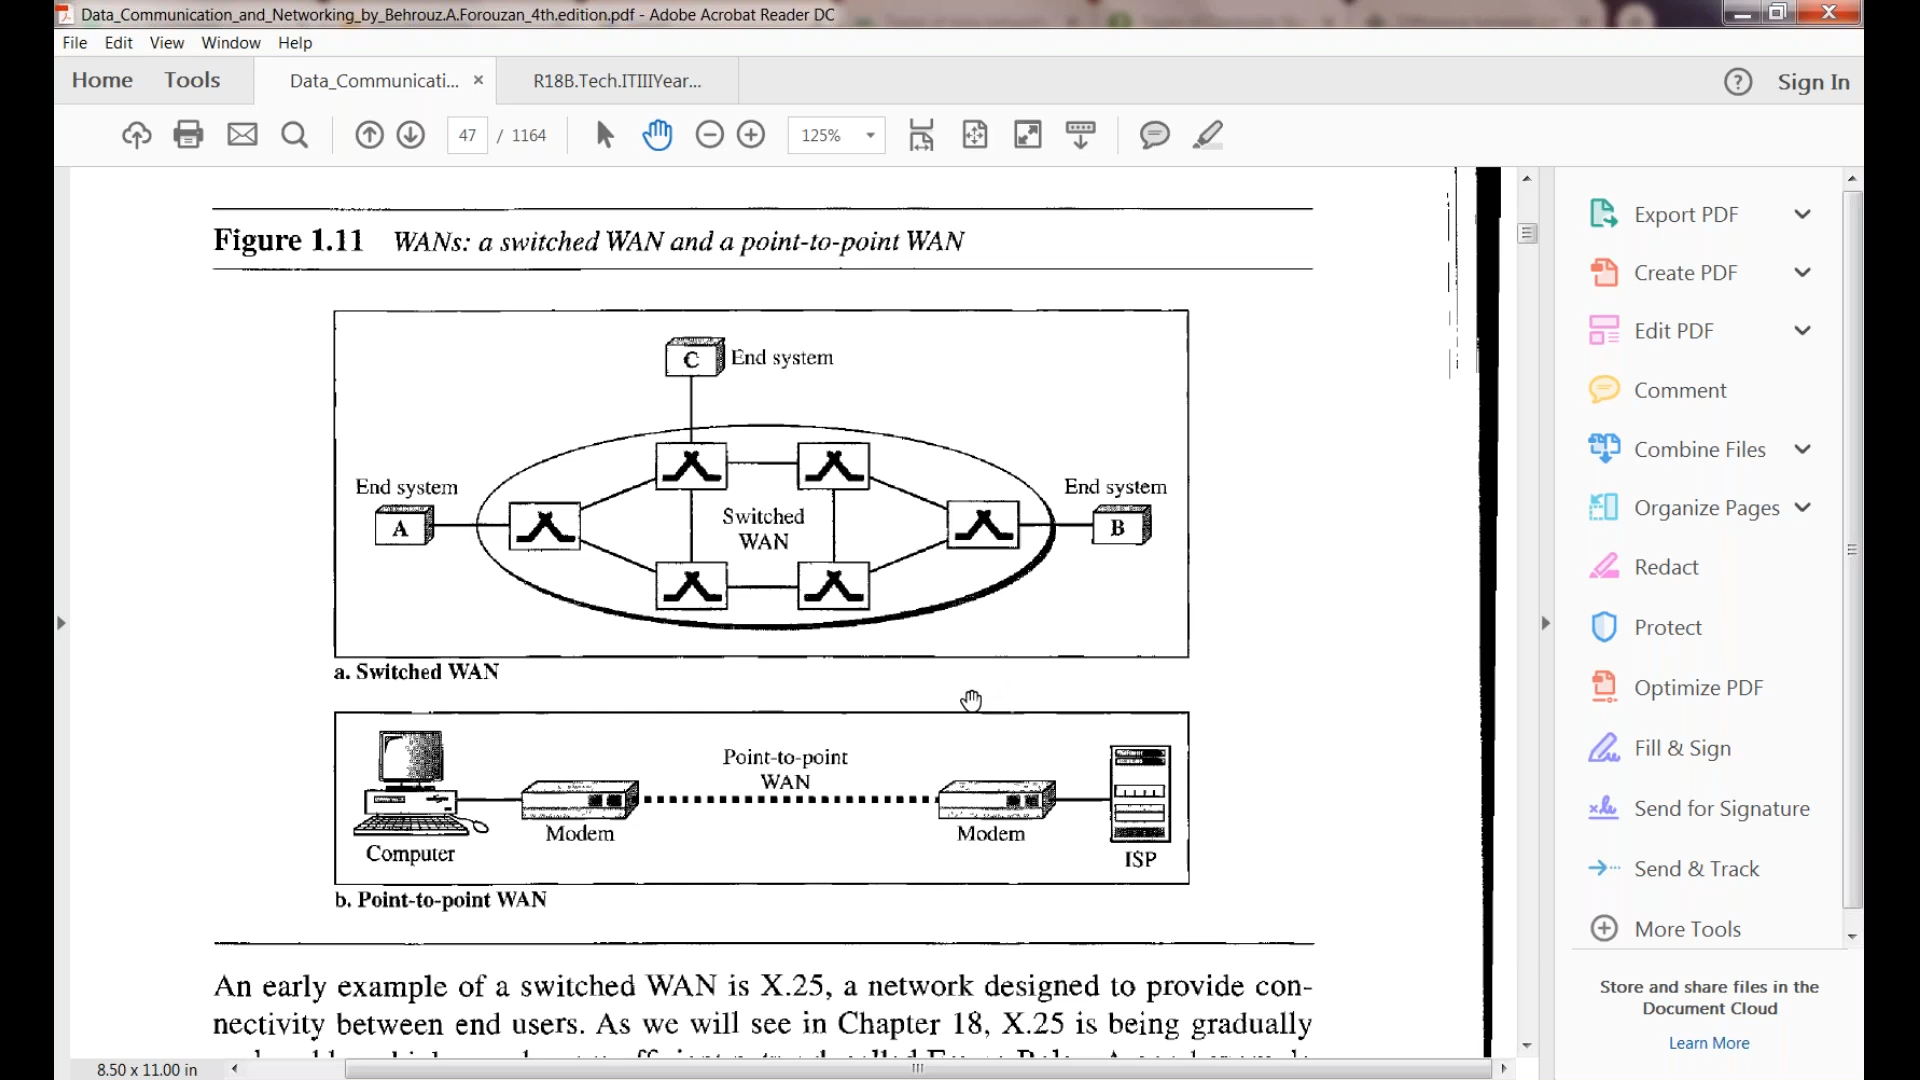 Data_Communication_and_Networking_by_Behrouz.A.Forouzan_4th.edition.pdf - Adobe Acrobat Reader DC
File Edit View Window Help
Home Tools Data_Communicati... × R18B.Tech.ITIIIYear... Sign In
47 / 1164 125%
Figure 1.11 WANs: a switched WAN and a point-to-point WAN
C End system
End system
A
Switched
WAN
End system
B
a. Switched WAN
Point-to-point
WAN
Modem
Modem
Computer
ISP
b. Point-to-point WAN
An early example of a switched WAN is X.25, a network designed to provide con-
nectivity between end users. As we will see in Chapter 18, X.25 is being gradually
Export PDF
Create PDF
Edit PDF
Comment
Combine Files
Organize Pages
Redact
Protect
Optimize PDF
Fill & Sign
Send for Signature
Send & Track
More Tools
Store and share files in the
Document Cloud
Learn More
8.50 x 11.00 in